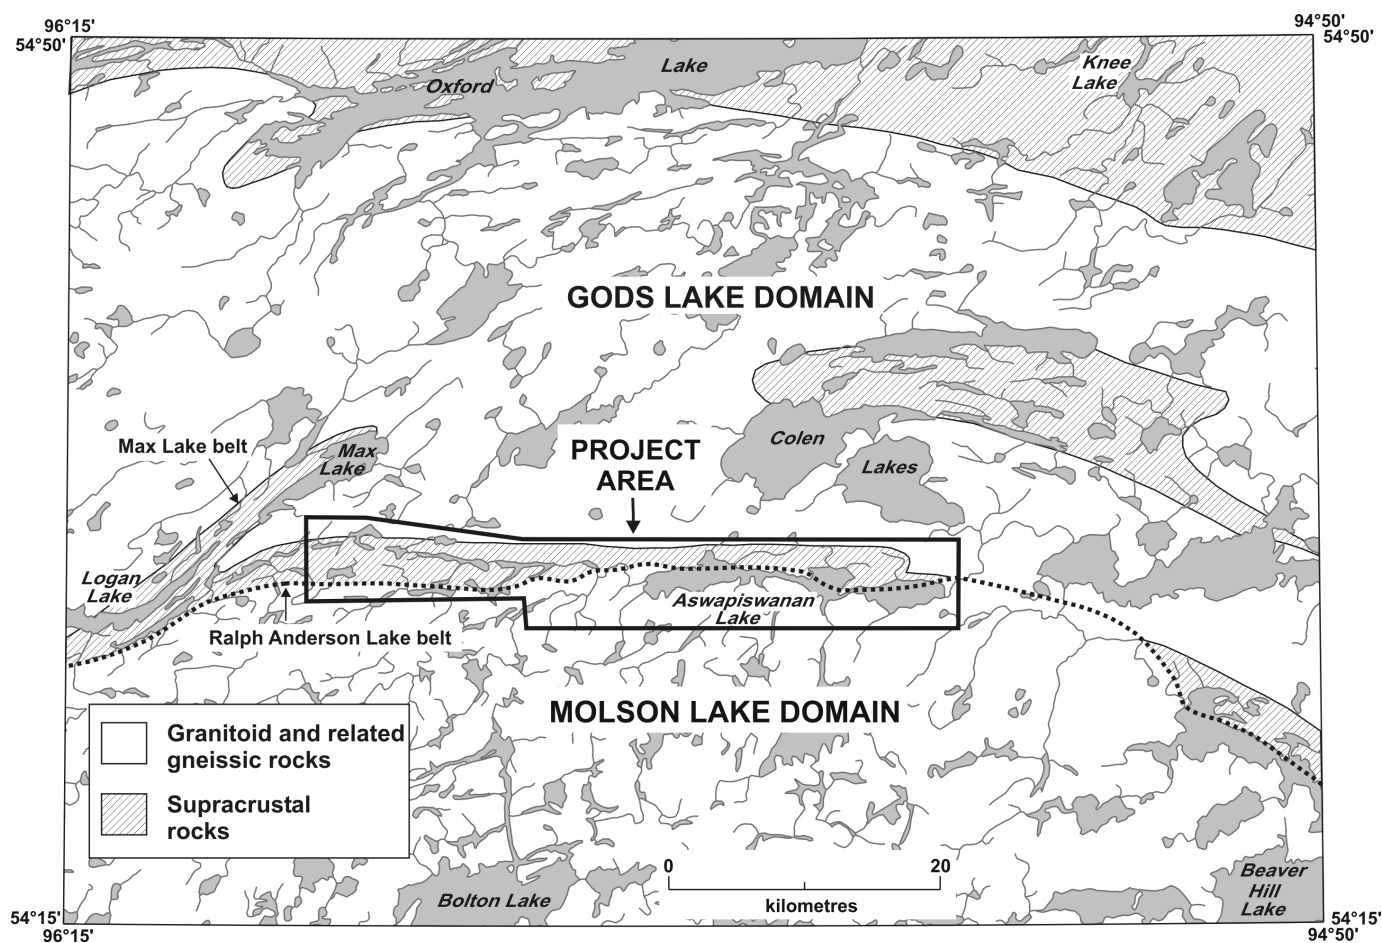 96°15'
94°50'
54°50'
54°50'
Lake
Knee
Lake
Oxford
GODS LAKE DOMAIN
Max Lake belt
Max
Lake
PROJECT
AREA
Colen
Lakes
Logan
Lake
Aswapiswanan
Lake
Ralph Anderson Lake belt
MOLSON LAKE DOMAIN
Granitoid and related
gneissic rocks
Supracrustal
rocks
0
20
kilometres
Bolton Lake
Beaver
Hill
Lake
54°15'
54°15'
96°15'
94°50'